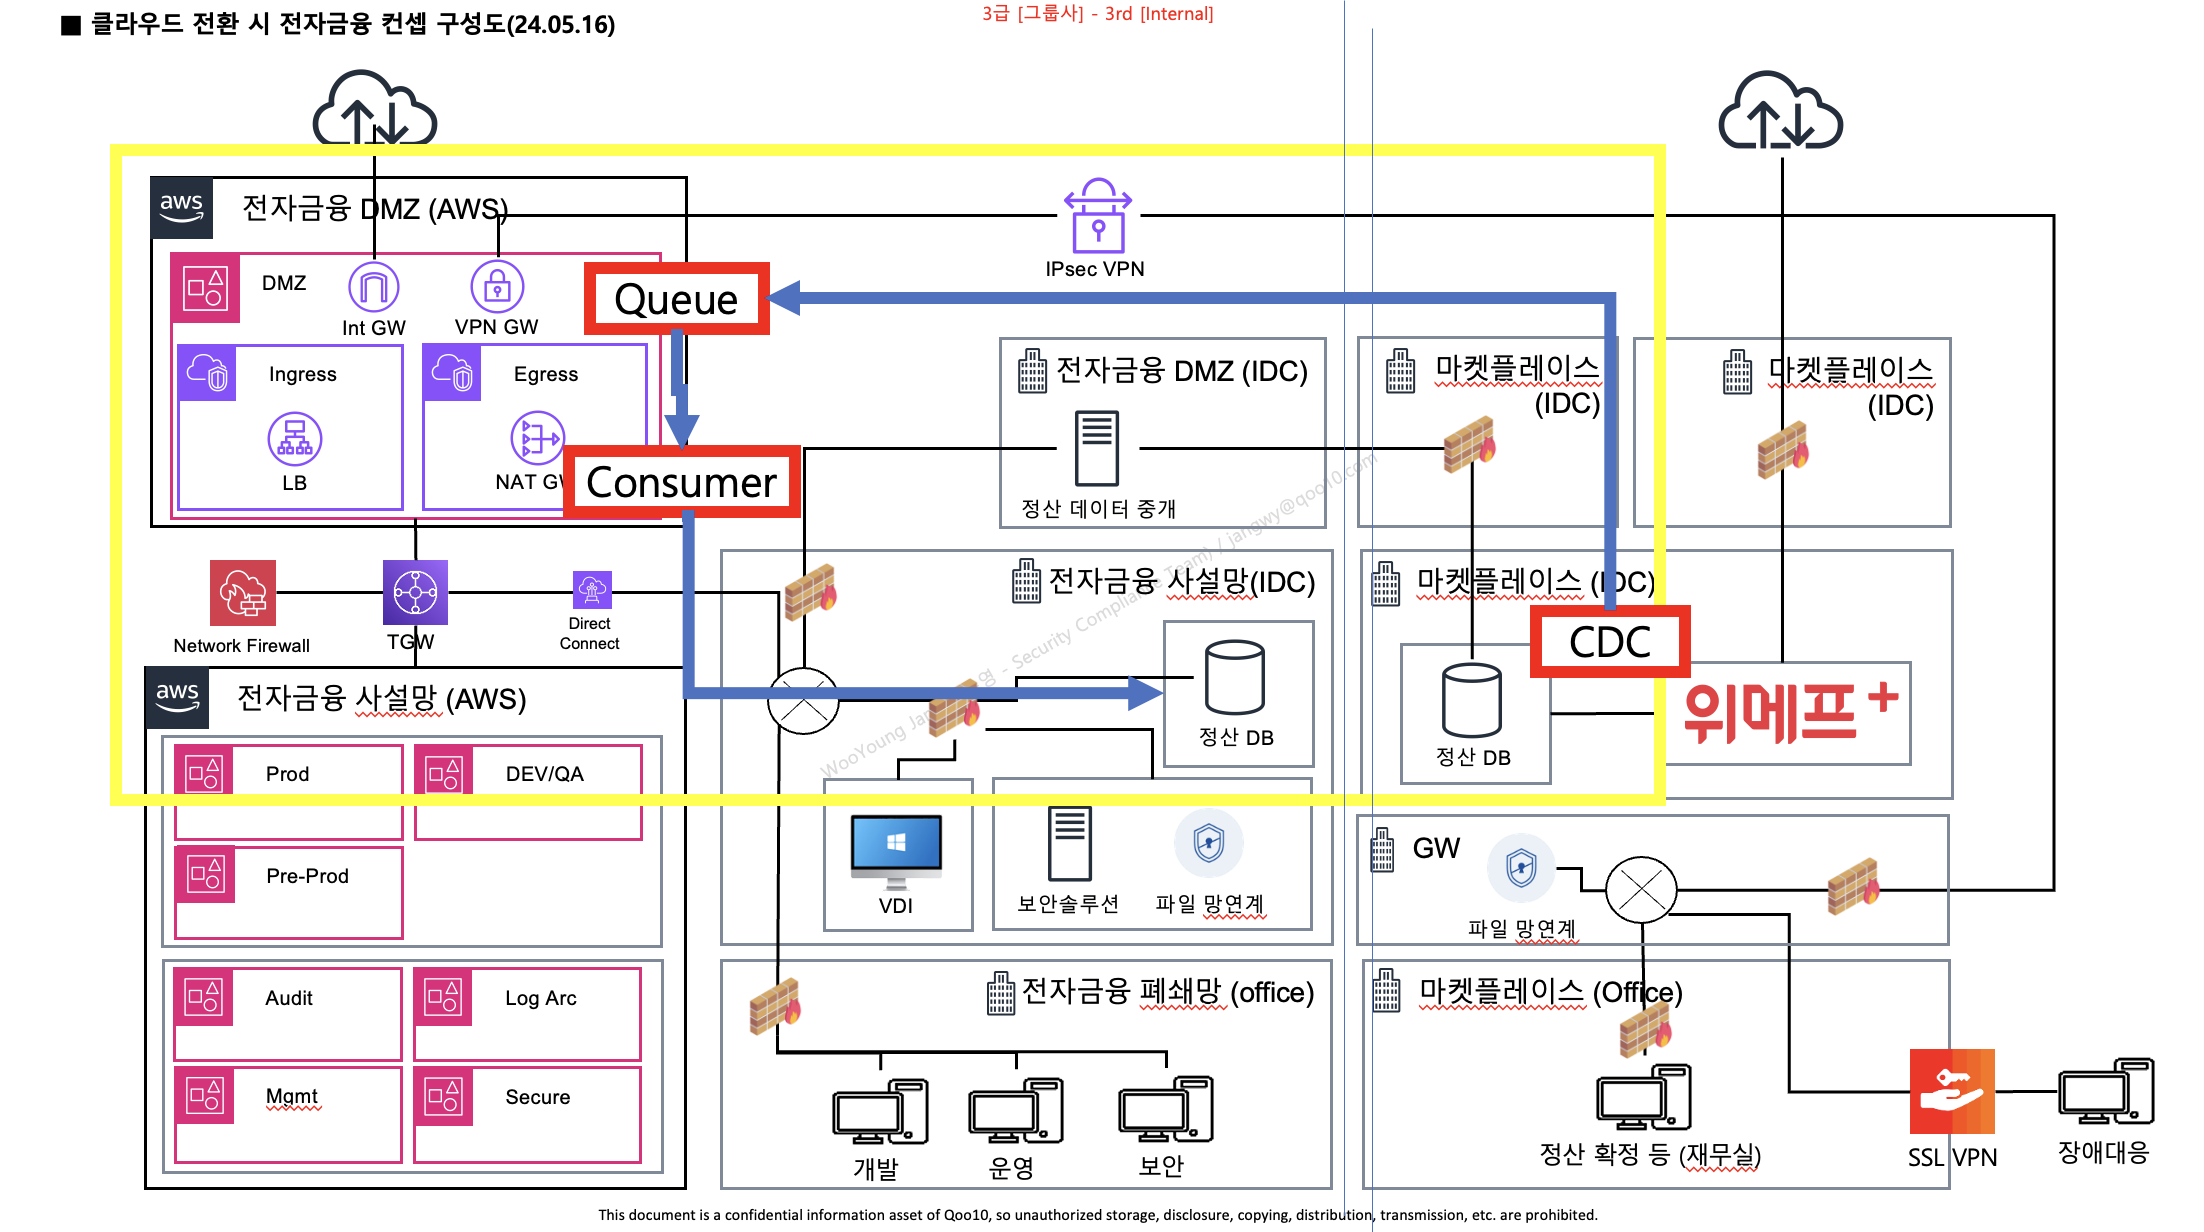 ■ 클라우드 전환 시 전자금융 컨셉 구성도(24.05.16)
3급 [그룹사] - 3rd [Internal]
aws
전자금융 DMZ (AWS)
IPsec VPN
DMZ
Int GW
VPN GW
Queue
Ingress
LB
Egress
NAT GW
Consumer
전자금융 DMZ (IDC)
정산 데이터 중개
마켓플레이스
(IDC)
마켓플레이스
(IDC)
Network Firewall
TGW
Direct
Connect
전자금융 사설망(IDC)
정산 DB
마켓플레이스 (IDC)
CDC
정산 DB
위메프+
aws
전자금융 사설망 (AWS)
Prod
DEV/QA
Pre-Prod
Audit
Log Arc
Mgmt
Secure
VDI
보안솔루션
파일 망연계
GW
파일 망연계
전자금융 폐쇄망 (office)
개발
운영
보안
마켓플레이스 (Office)
정산 확정 등 (재무실)
SSL VPN
장애대응
- Security Compliance Team) / jangwy@qoo10.com
This document is a confidential information asset of Qoo10, so unauthorized storage, disclosure, copying, distribution, transmission, etc. are prohibited.